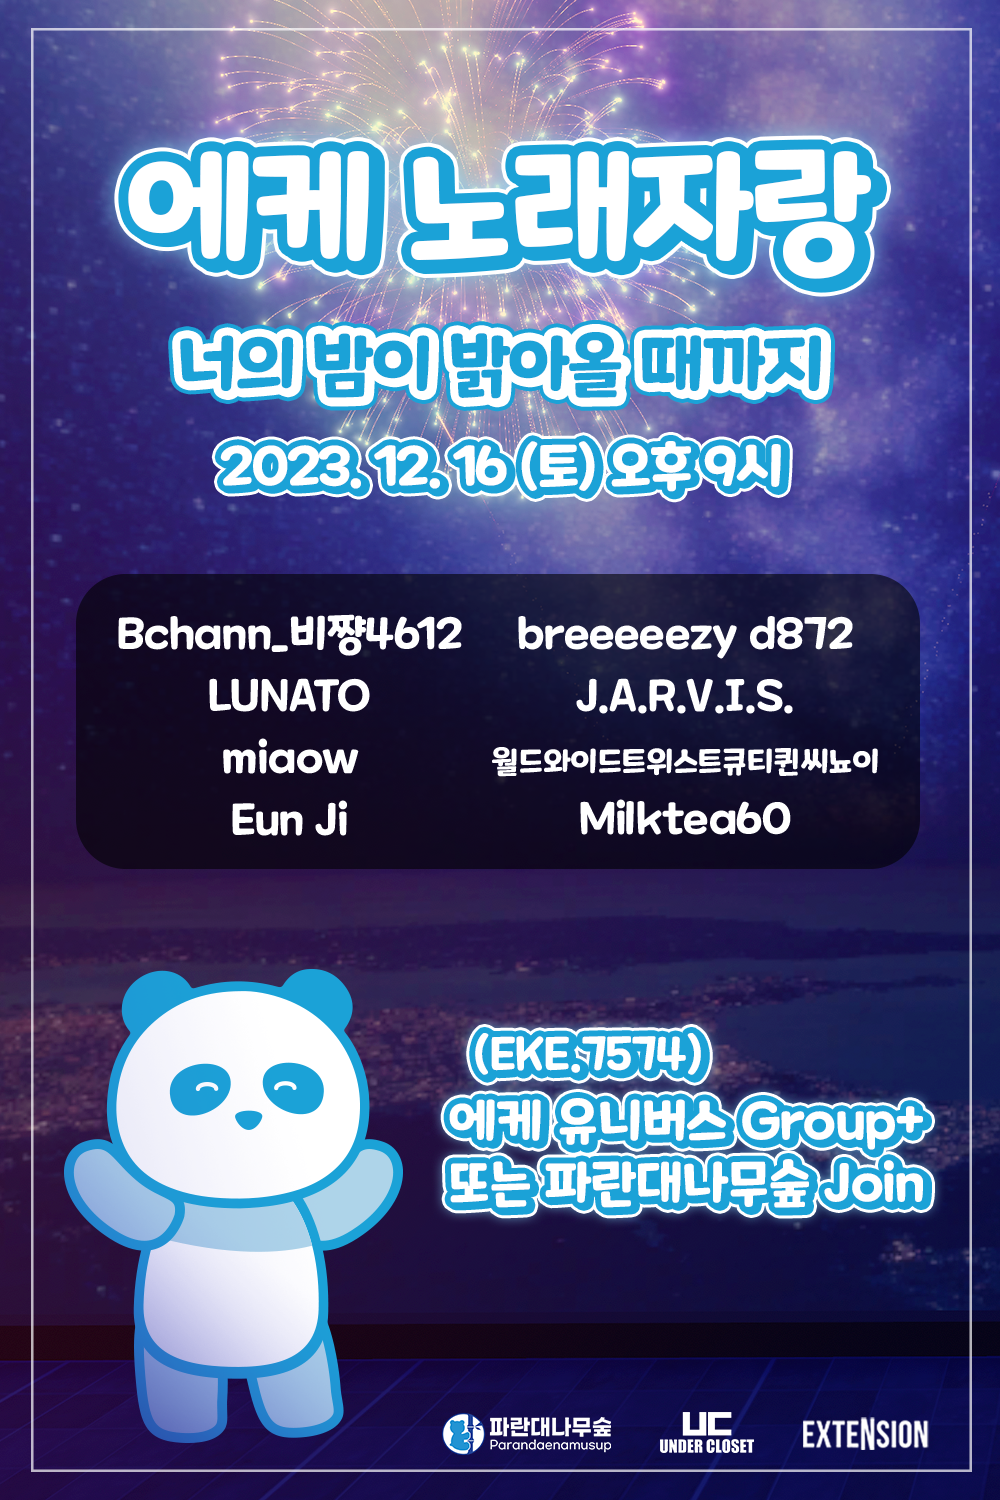 에케 노래자랑
너의 밤이 밝아올 때까지
2023. 12. 16 (토) 오후 9시
Bchann_비쨩4612
breeeeezy d872
LUNATO
J.A.R.V.I.S.
miaow
월드와이드트위스트큐티퀸씨뇨이
Eun Ji
Milktea60
(EKE.7574)
에케 유니버스 Group+
또는 파란대나무숲 Join
파란대나무숲
Parandaenamusup
UC
UNDER CLOSET
EXTENSION